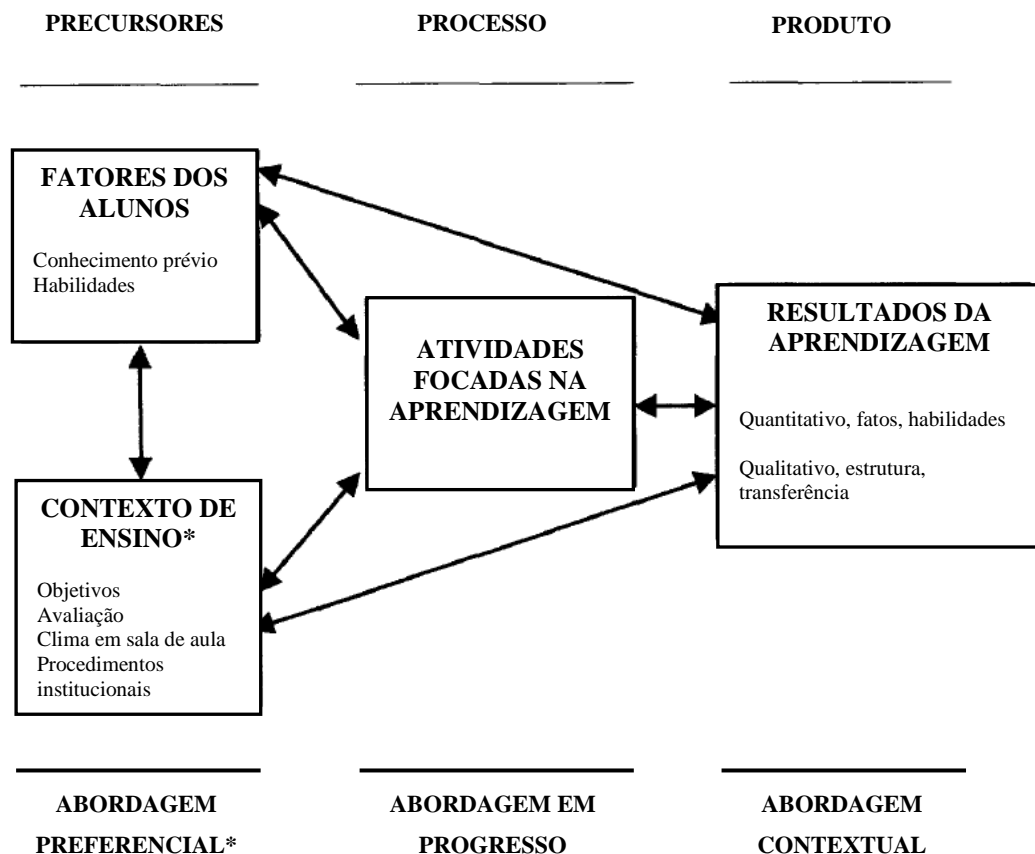 PRECURSORES
PROCESSO
PRODUTO
FATORES DOS
ALUNOS
Conhecimento prévio
Habilidades
ATIVIDADES
FOCADAS NA
APRENDIZAGEM
RESULTADOS DA
APRENDIZAGEM
Quantitativo, fatos, habilidades
Qualitativo, estrutura,
transferência
CONTEXTO DE
ENSINO*
Objetivos
Avaliação
Clima em sala de aula
Procedimentos
institucionais
ABORDAGEM
PREFERENCIAL*
ABORDAGEM EM
PROGRESSO
ABORDAGEM
CONTEXTUAL